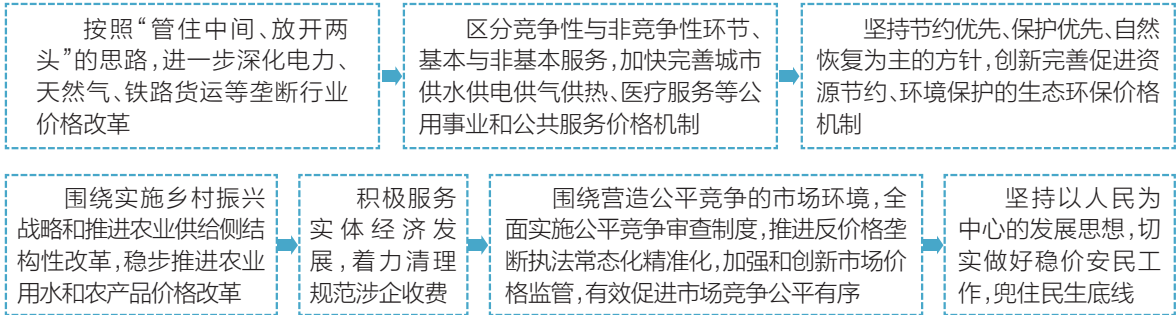 按照“管住中间、放开两
头”的思路,进一步深化电力、
天然气、铁路货运等垄断行业
价格改革
区分竞争性与非竞争性环节、
基本与非基本服务,加快完善城市
供水供电供气供热、医疗服务等公
用事业和公共服务价格机制
坚持节约优先、保护优先、自然
恢复为主的方针,创新完善促进资
源节约、环境保护的生态环保价格
机制
围绕实施乡村振兴
战略和推进农业供给侧结
构性改革,稳步推进农业
用水和农产品价格改革
积极服务
实体经济发
展,着力清理
规范涉企收费
围绕营造公平竞争的市场环境,全
面实施公平竞争审查制度,推进反价格垄
断执法常态化精准化,加强和创新市场价
格监管,有效促进市场竞争公平有序
坚持以人民为
中心的发展思想,切
实做好稳价安民工
作,兜住民生底线